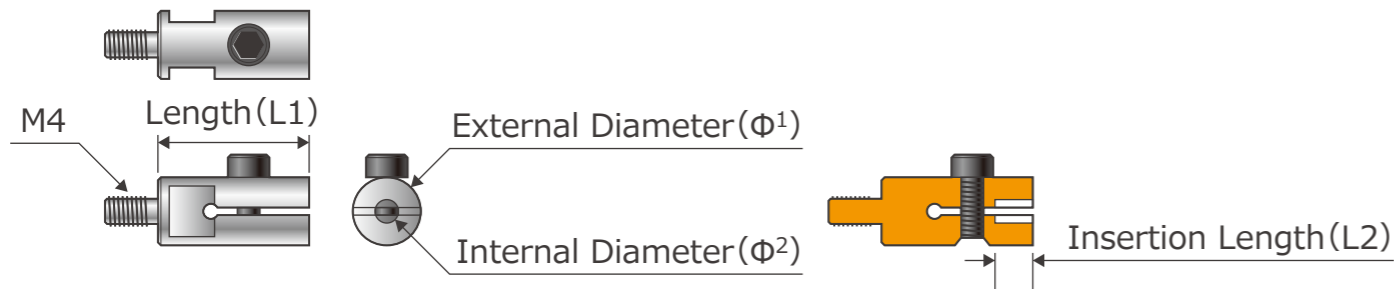 M4
Length(L1)
External Diameter(Φ¹)
Internal Diameter(Φ²)
Insertion Length(L2)